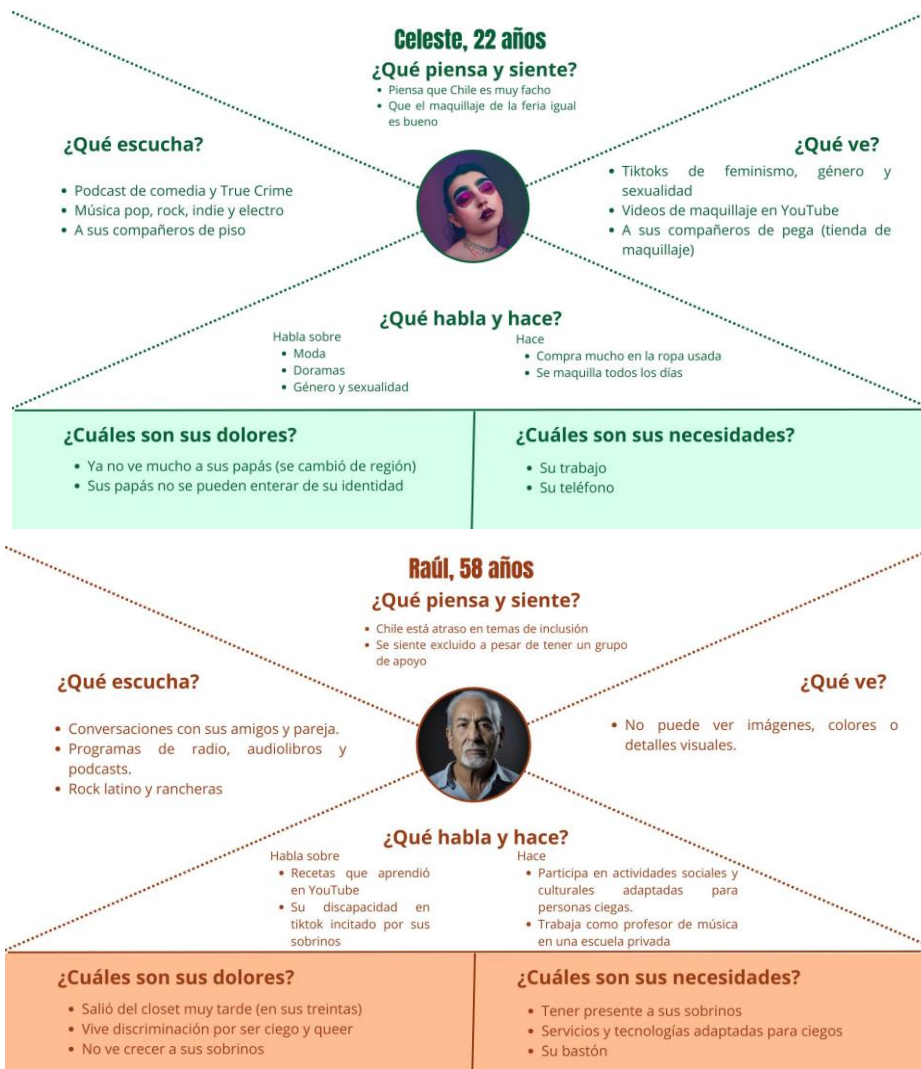 Celeste, 22 años
¿Qué piensa y siente?
• Piensa que Chile es muy facho
• Que el maquillaje de la feria igual
es bueno
¿Qué escucha?
• Podcast de comedia y True Crime
• Música pop, rock, indie y electro
• A sus compañeros de piso
¿Qué ve?
• Tiktoks de feminismo, género y
sexualidad
• Videos de maquillaje en YouTube
• A sus compañeros de pega (tienda de
maquillaje)
¿Qué habla y hace?
Habla sobre
• Moda
• Doramas
• Género y sexualidad
Hace
• Compra mucho en la ropa usada
• Se maquilla todos los días
¿Cuáles son sus dolores?
• Ya no ve mucho a sus papás (se cambió de región)
• Sus papás no se pueden enterar de su identidad
¿Cuáles son sus necesidades?
• Su trabajo
• Su teléfono
Raúl, 58 años
¿Qué piensa y siente?
• Chile está atraso en temas de inclusión
• Se siente excluido a pesar de tener un grupo
de apoyo
¿Qué escucha?
• Conversaciones con sus amigos y pareja.
• Programas de radio, audiolibros y
podcasts.
• Rock latino y rancheras
¿Qué ve?
• No puede ver imágenes, colores o
detalles visuales.
¿Qué habla y hace?
Habla sobre
• Recetas que aprendió
en YouTube
• Su discapacidad en
tiktok incitado por sus
sobrinos
Hace
• Participa en actividades sociales y
culturales adaptadas para
personas ciegas.
• Trabaja como profesor de música
en una escuela privada
¿Cuáles son sus dolores?
• Salió del closet muy tarde (en sus treintas)
• Vive discriminación por ser ciego y queer
• No ve crecer a sus sobrinos
¿Cuáles son sus necesidades?
• Tener presente a sus sobrinos
• Servicios y tecnologías adaptadas para ciegos
• Su bastón